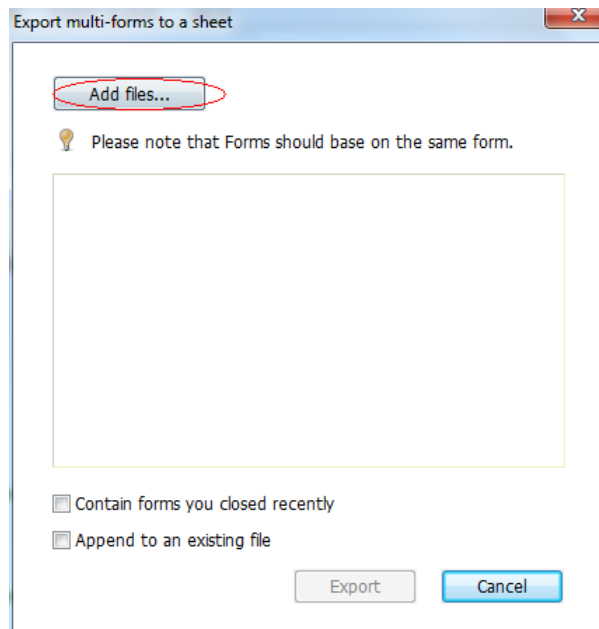 Export multi-forms to a sheet
Add files...
Please note that Forms should base on the same form.
Contain forms you closed recently
Append to an existing file
Export Cancel